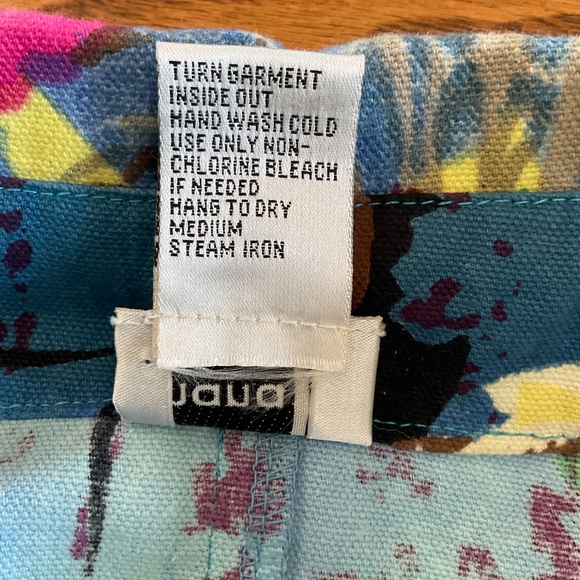 TURN GARMENT
INSIDE OUT
HAND WASH COLD
USE ONLY NON-
CHLORINE BLEACH
IF NEEDED
HANG TO DRY
MEDIUM
STEAM IRON